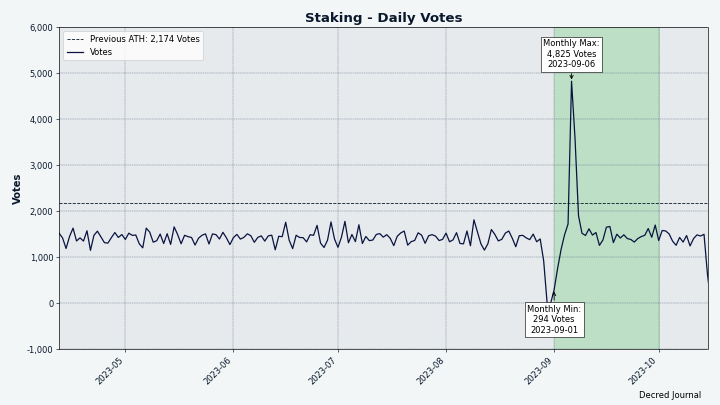 Staking - Daily Votes
Previous ATH: 2,174 Votes
Votes
Monthly Max:
4,825 Votes
2023-09-06
Monthly Min:
294 Votes
2023-09-01
Votes
6,000
5,000
4,000
3,000
2,000
1,000
0
-1,000
2023-05
2023-06
2023-07
2023-08
2023-09
2023-10
Decred Journal